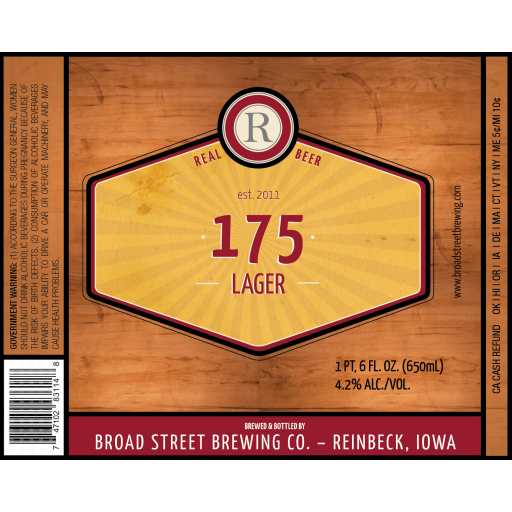 GOVERNMENT WARNING: (1) ACCORDING TO THE SURGEON GENERAL, WOMEN
SHOULD NOT DRINK ALCOHOLIC BEVERAGES DURING PREGNANCY BECAUSE OF
THE RISK OF BIRTH DEFECTS. (2) CONSUMPTION OF ALCOHOLIC BEVERAGES
IMPAIRS YOUR ABILITY TO DRIVE A CAR OR OPERATE MACHINERY, AND MAY
CAUSE HEALTH PROBLEMS.
7 47102 83114 8
R
REAL BEER
est. 2011
175
LAGER
1 PT, 6 FL. OZ. (650mL)
4.2% ALC./VOL.
www.broadstreetbrewing.com
BREWED & BOTTLED BY
BROAD STREET BREWING CO. – REINBECK, IOWA
CA CASH REFUND OK I HI I OR I IA I DE I MA I CT I VT I NY I ME 5¢/MI 10¢